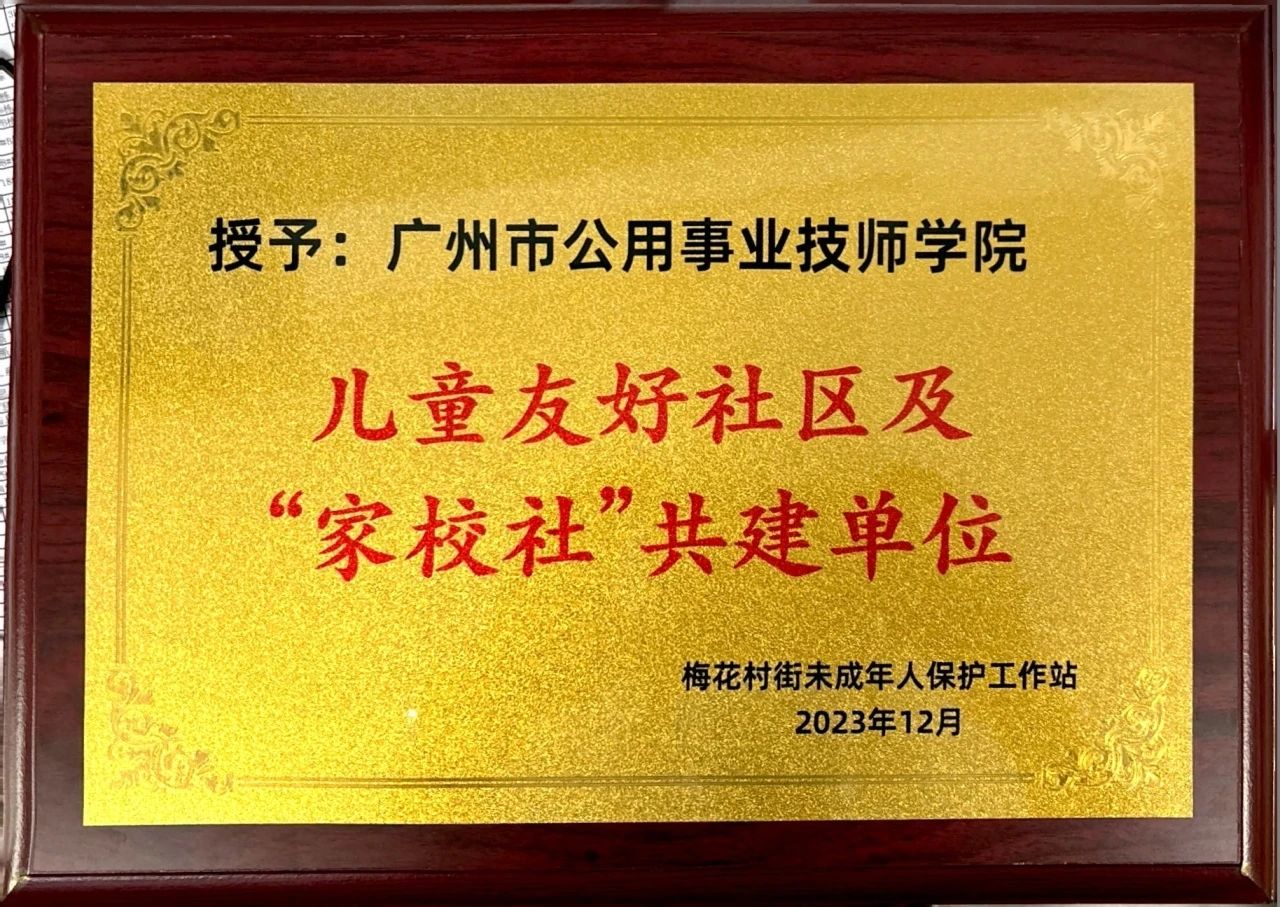 授予：广州市公用事业技师学院
儿童友好社区及
“家校社”共建单位
梅花村街未成年人保护工作站
2023年12月